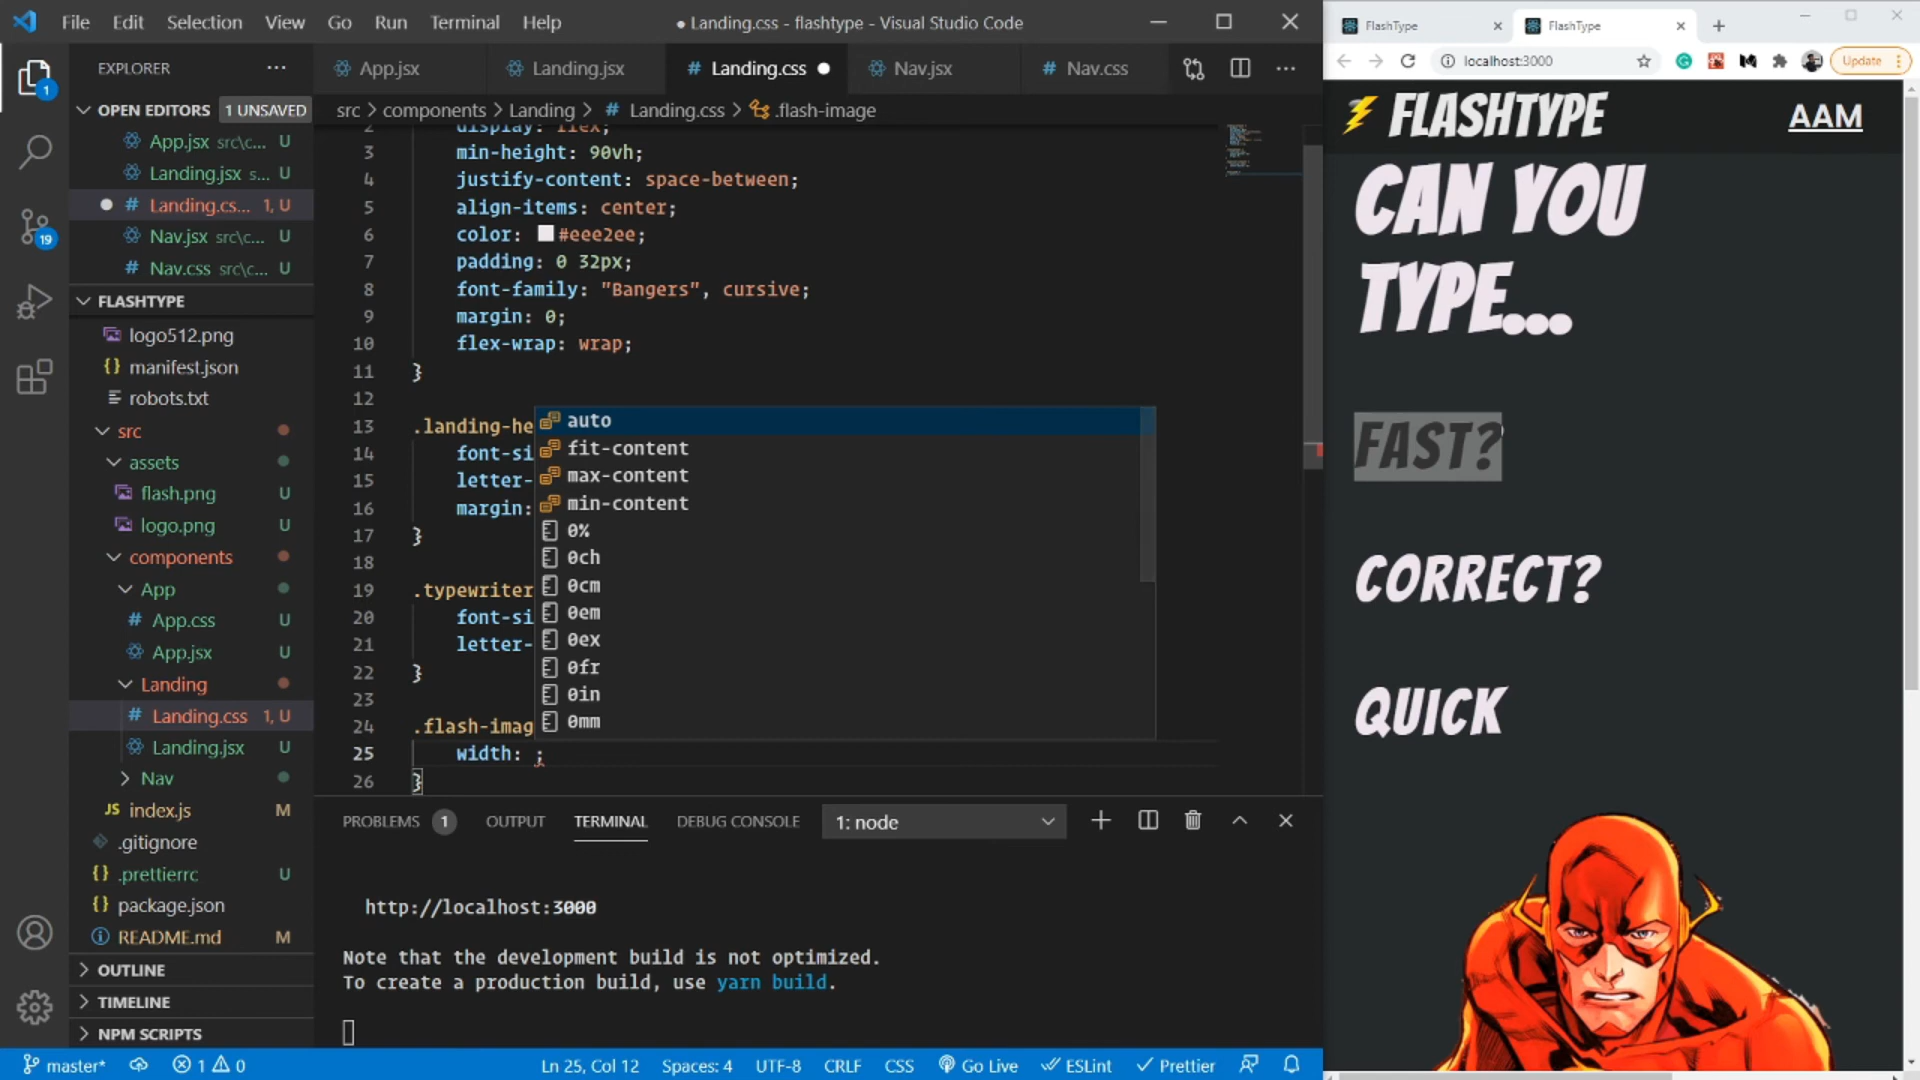 File Edit Selection View Go Run Terminal Help
● Landing.css - flashtype - Visual Studio Code
EXPLORER
OPEN EDITORS 1 UNSAVED
App.jsx src\c... U
Landing.jsx s... U
# Landing.cs... 1, U
Nav.jsx src\c... U
# Nav.css src\c... U
FLASHTYPE
logo512.png
{} manifest.json
robots.txt
src
assets
flash.png U
logo.png U
components
App
# App.css U
App.jsx U
Landing
# Landing.css 1, U
Landing.jsx U
Nav
JS index.js M
.gitignore
{} .prettierrc U
{} package.json
README.md M
OUTLINE
TIMELINE
NPM SCRIPTS
1
19
App.jsx Landing.jsx # Landing.css ● Nav.jsx # Nav.css
src > components > Landing > # Landing.css > .flash-image
2 display: flex;
3 min-height: 90vh;
4 justify-content: space-between;
5 align-items: center;
6 color: #eee2ee;
7 padding: 0 32px;
8 font-family: "Bangers", cursive;
9 margin: 0;
10 flex-wrap: wrap;
11 }
12
13 .landing-he
14 font-si
15 letter-
16 margin:
17 }
18
19 .typewriter
20 font-si
21 letter-
22 }
23
24 .flash-imag
25 width: ;
26 }
auto
fit-content
max-content
min-content
0%
0ch
0cm
0em
0ex
0fr
0in
0mm
PROBLEMS 1 OUTPUT TERMINAL DEBUG CONSOLE 1: node
http://localhost:3000
Note that the development build is not optimized.
To create a production build, use yarn build.
master* 1 0 Ln 25, Col 12 Spaces: 4 UTF-8 CRLF CSS Go Live ESLint Prettier
FlashType FlashType
localhost:3000 Update
FLASHTYPE AAM
CAN YOU
TYPE...
FAST?
CORRECT?
QUICK